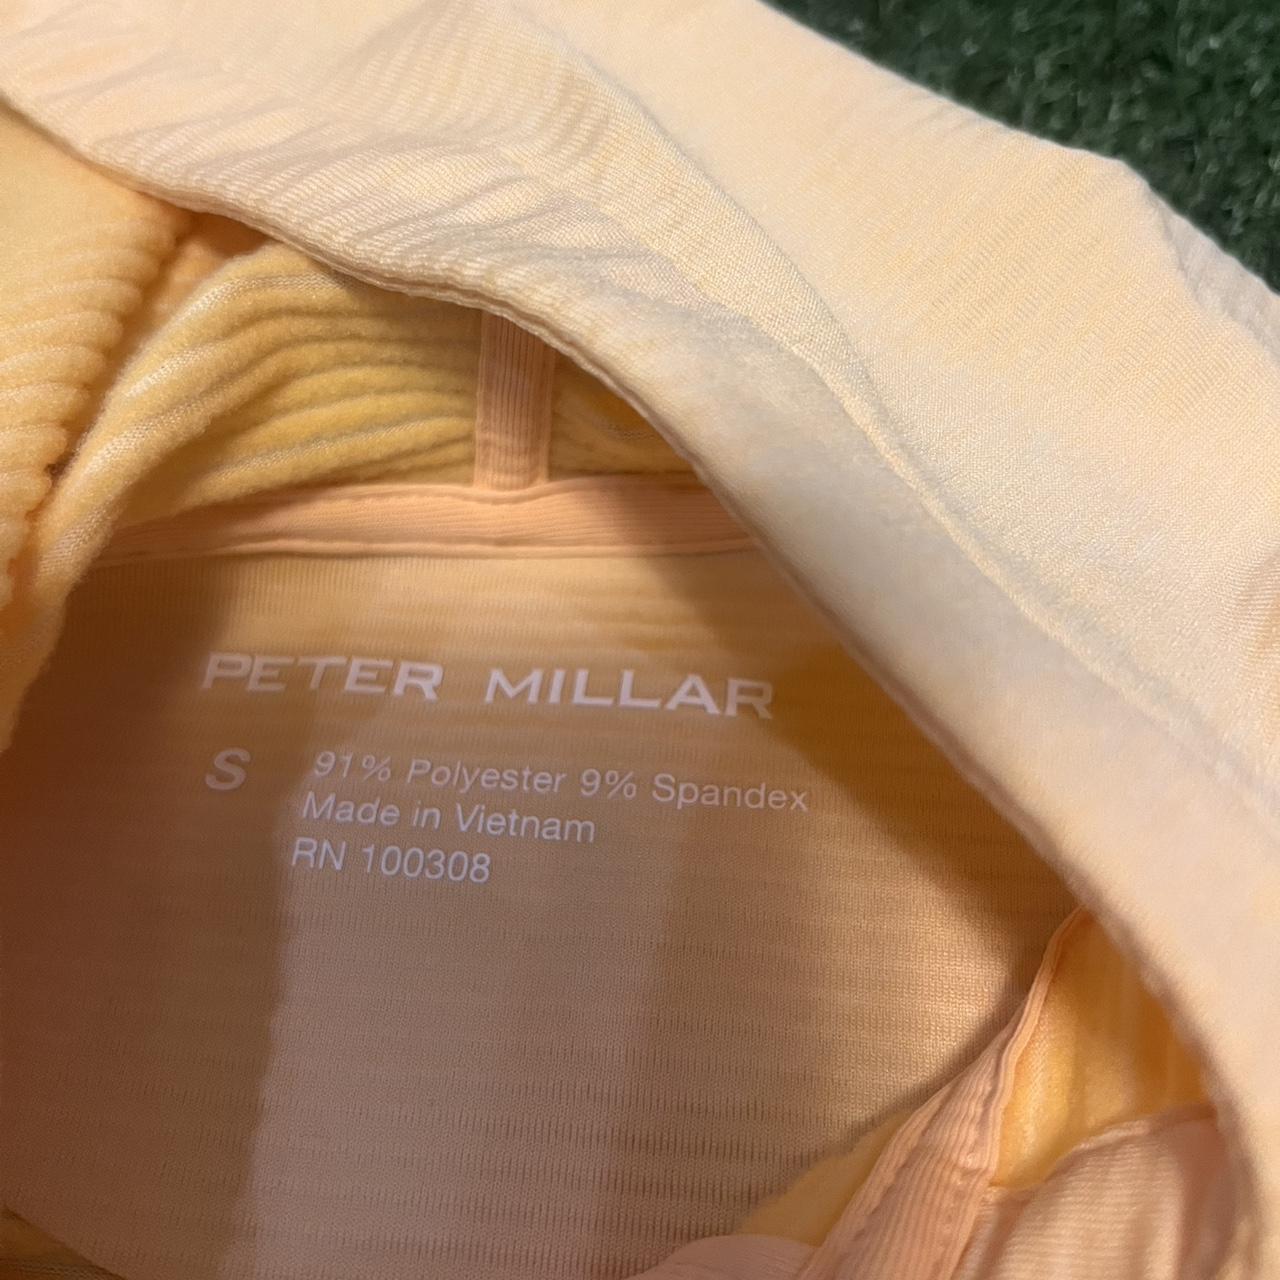 PETER MILLAR
S 91% Polyester 9% Spandex
Made in Vietnam
RN 100308